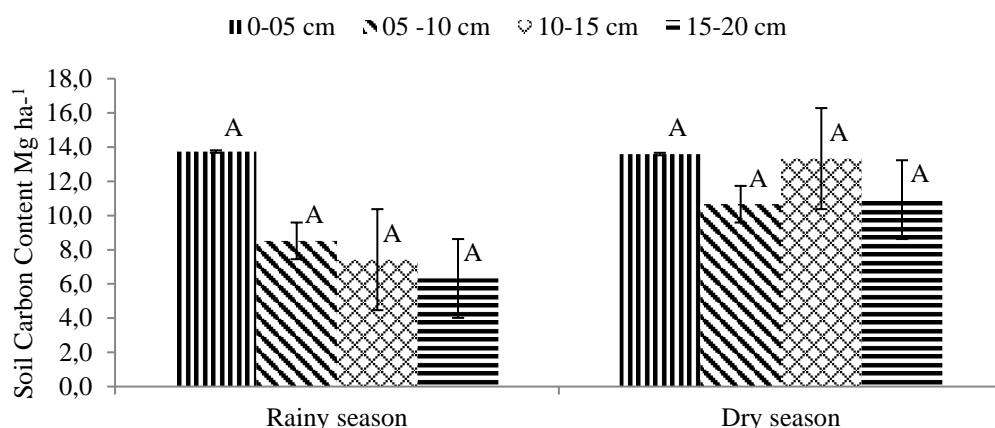 0-05 cm 05 -10 cm 10-15 cm 15-20 cm
Soil Carbon Content Mg ha-¹
18,0
16,0
14,0
12,0
10,0
8,0
6,0
4,0
2,0
0,0
A
A
A
A
A
A
A
A
Rainy season
Dry season